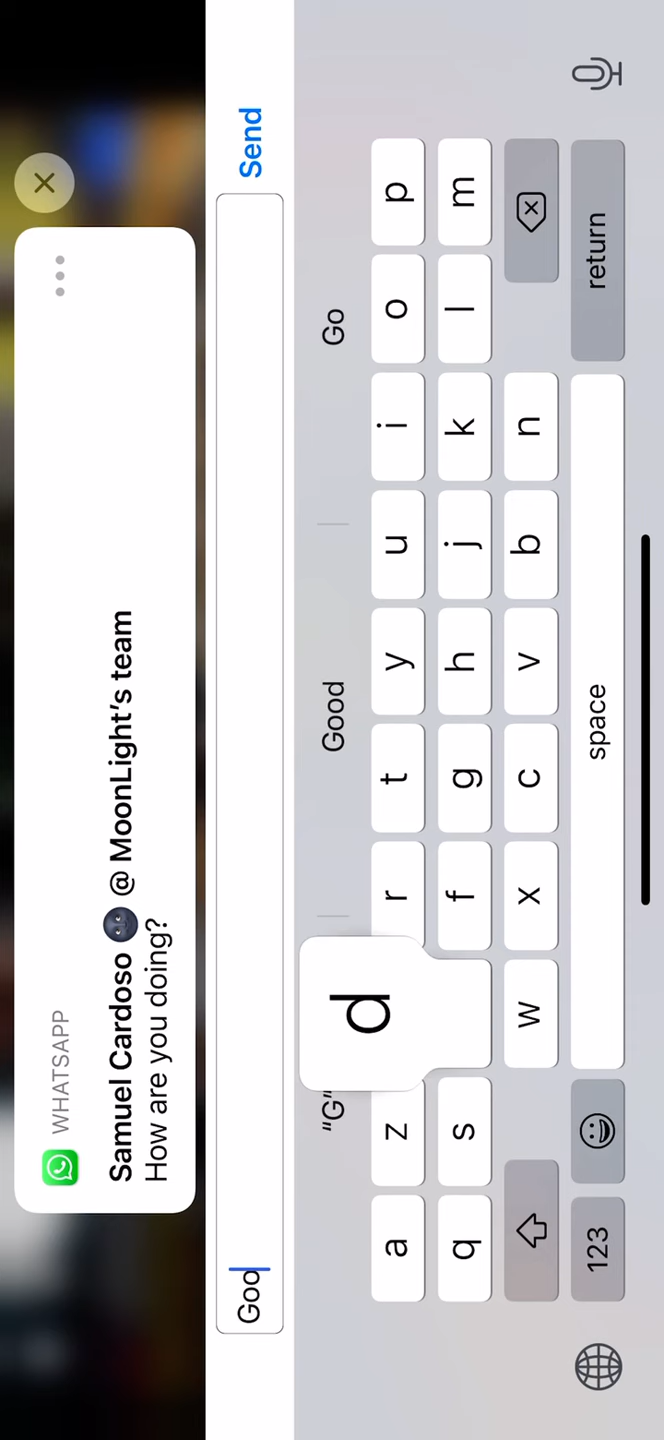 WHATSAPP
Samuel Cardoso 🌚 @ MoonLight’s team
How are you doing?
Goo
Send
“G”
Good
Go
a z r t y u i o p
q s d f g h j k l m
w x c v b n
123
space
return